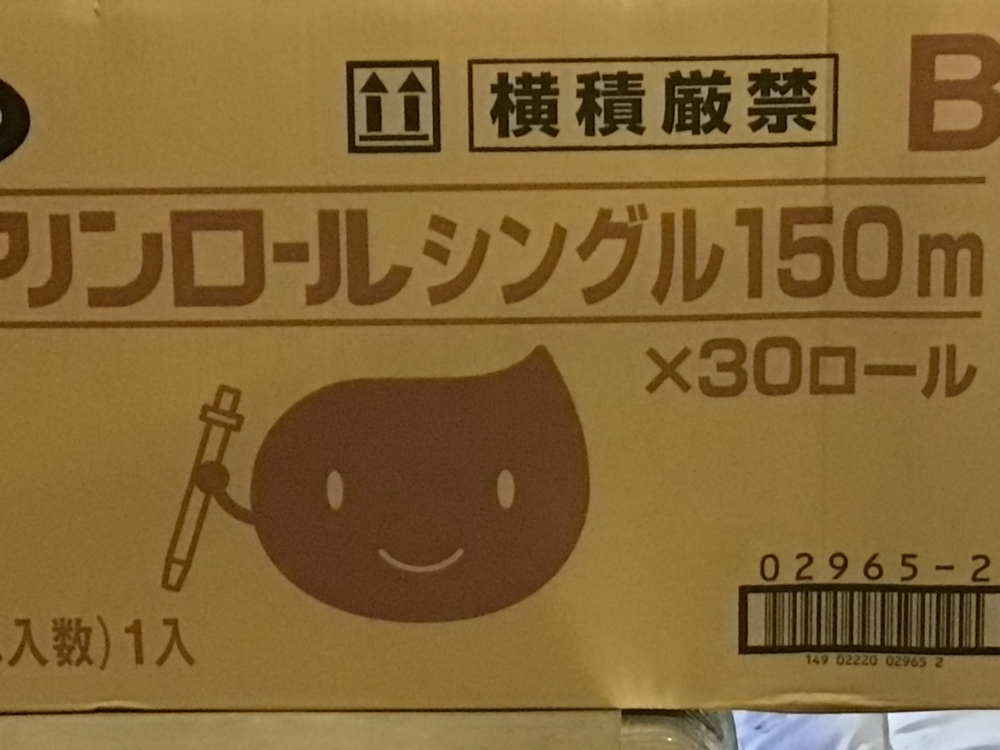 横積厳禁 B
リンロールシングル150m
×30ロール
02965-2
入数)1入
149 02220 02965 2